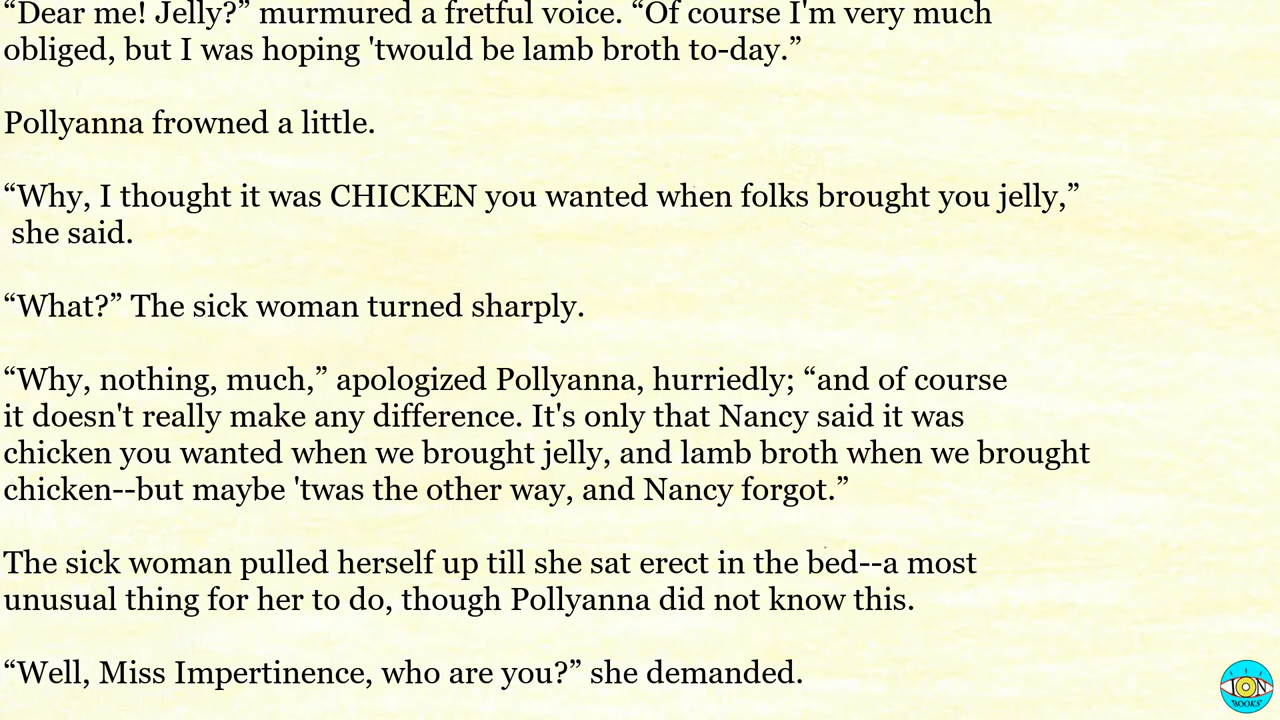 “Dear me! Jelly?” murmured a fretful voice. “Of course I'm very much
obliged, but I was hoping 'twould be lamb broth to-day.”
Pollyanna frowned a little.
“Why, I thought it was CHICKEN you wanted when folks brought you jelly,”
she said.
“What?” The sick woman turned sharply.
“Why, nothing, much,” apologized Pollyanna, hurriedly; “and of course
it doesn't really make any difference. It's only that Nancy said it was
chicken you wanted when we brought jelly, and lamb broth when we brought
chicken--but maybe 'twas the other way, and Nancy forgot.”
The sick woman pulled herself up till she sat erect in the bed--a most
unusual thing for her to do, though Pollyanna did not know this.
“Well, Miss Impertinence, who are you?” she demanded.
ION
BOOKS